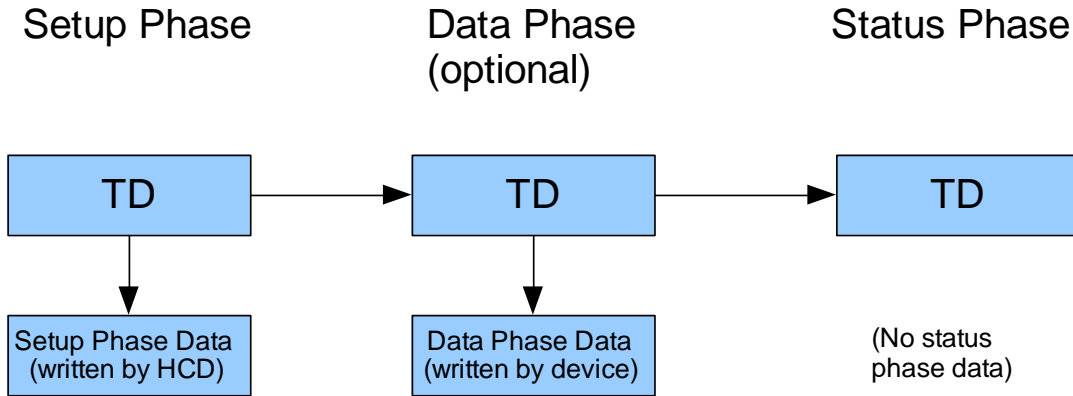 Setup Phase
Data Phase
(optional)
Status Phase
TD
TD
TD
Setup Phase Data
(written by HCD)
Data Phase Data
(written by device)
(No status
phase data)